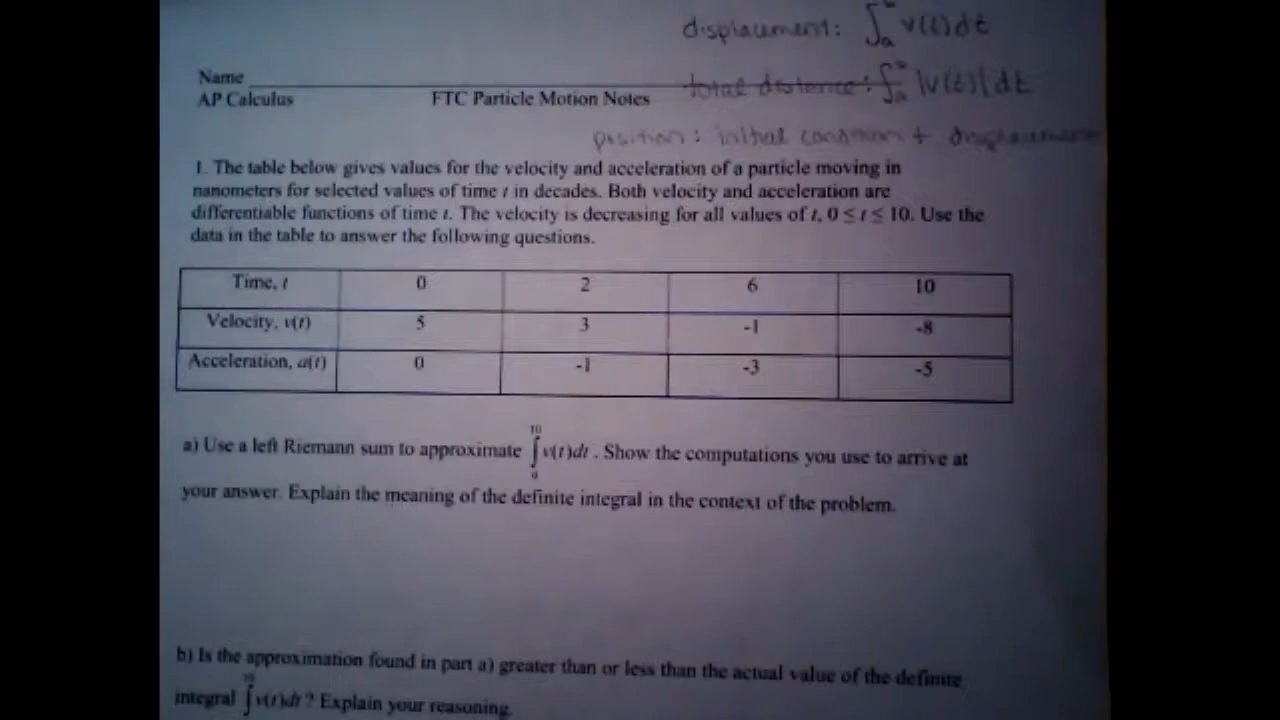 displacement: ∫ₐᵇ v(t)dt
Name
total distance: ∫ₐᵇ |v(t)|dt
AP Calculus FTC Particle Motion Notes
position: initial condition + displacement
1. The table below gives values for the velocity and acceleration of a particle moving in
nanometers for selected values of time t in decades. Both velocity and acceleration are
differentiable functions of time t. The velocity is decreasing for all values of t, 0 ≤ t ≤ 10. Use the
data in the table to answer the following questions.
Time, t 0 2 6 10
Velocity, v(t) 5 3 -1 -8
Acceleration, a(t) 0 -1 -3 -5
a) Use a left Riemann sum to approximate ∫₀¹⁰ v(t)dt. Show the computations you use to arrive at
your answer. Explain the meaning of the definite integral in the context of the problem.
b) Is the approximation found in part a) greater than or less than the actual value of the definite
integral ∫¹⁰ v(t)dt? Explain your reasoning.